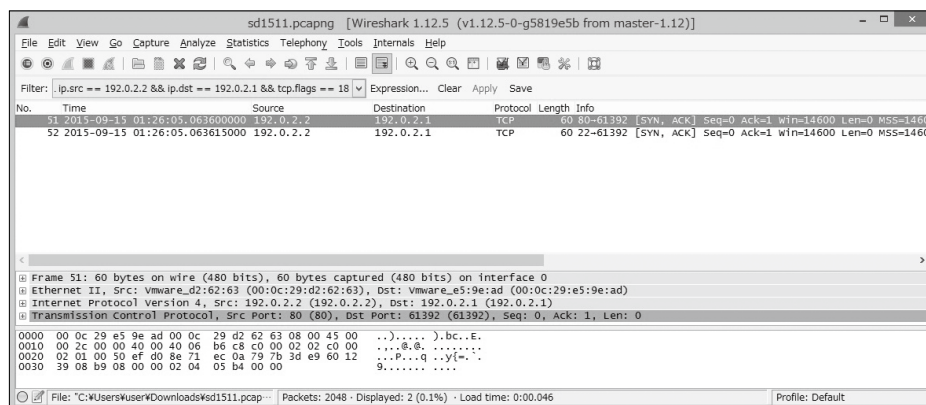 sd1511.pcapng [Wireshark 1.12.5 (v1.12.5-0-g5819e5b from master-1.12)]
File Edit View Go Capture Analyze Statistics Telephony Tools Internals Help
Filter: ip.src == 192.0.2.2 && ip.dst == 192.0.2.1 && tcp.flags == 18 Expression... Clear Apply Save
No. Time Source Destination Protocol Length Info
51 2015-09-15 01:26:05.063600000 192.0.2.2 192.0.2.1 TCP 60 80→61392 [SYN, ACK] Seq=0 Ack=1 Win=14600 Len=0 MSS=1460
52 2015-09-15 01:26:05.063615000 192.0.2.2 192.0.2.1 TCP 60 22→61392 [SYN, ACK] Seq=0 Ack=1 Win=14600 Len=0 MSS=1460
Frame 51: 60 bytes on wire (480 bits), 60 bytes captured (480 bits) on interface 0
Ethernet II, Src: Vmware_d2:62:63 (00:0c:29:d2:62:63), Dst: Vmware_e5:9e:ad (00:0c:29:e5:9e:ad)
Internet Protocol Version 4, Src: 192.0.2.2 (192.0.2.2), Dst: 192.0.2.1 (192.0.2.1)
Transmission Control Protocol, Src Port: 80 (80), Dst Port: 61392 (61392), Seq: 0, Ack: 1, Len: 0
0000 00 0c 29 e5 9e ad 00 0c 29 d2 62 63 08 00 45 00 ..)..... ).bc..E.
0010 00 2c 00 00 40 00 40 06 b6 c8 c0 00 02 02 c0 00 .,..@.@. ........
0020 02 01 00 50 ef d0 8e 71 ec 0a 79 7b 3d e9 60 12 ...P...q ..y{=.`.
0030 39 08 b9 08 00 00 02 04 05 b4 00 00 9....... ....
File: "C:¥Users¥user¥Downloads¥sd1511.pcap… Packets: 2048 · Displayed: 2 (0.1%) · Load time: 0:00.046 Profile: Default